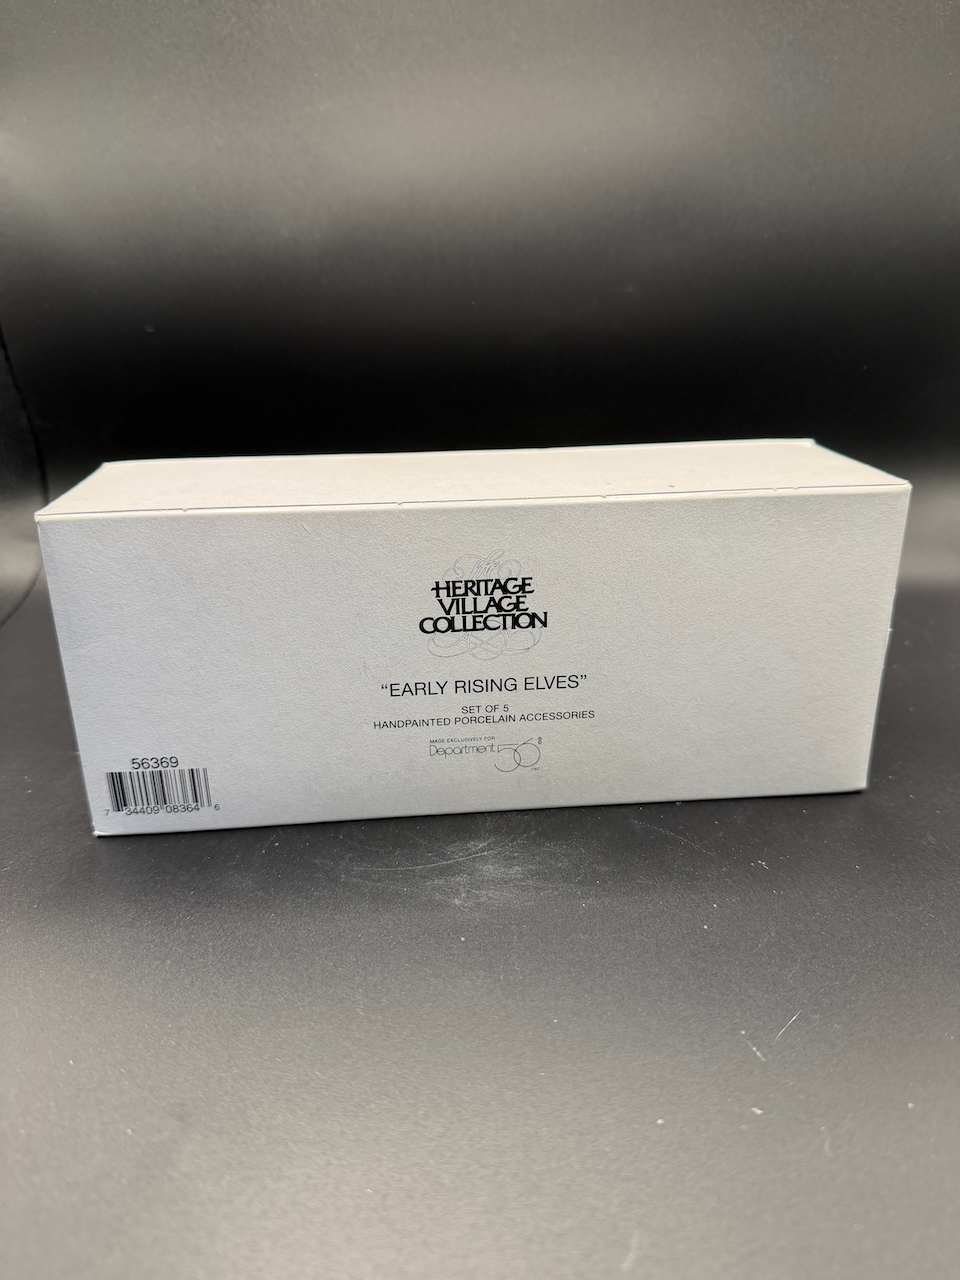 The
HERITAGE
VILLAGE
COLLECTION
“EARLY RISING ELVES”
SET OF 5
HANDPAINTED PORCELAIN ACCESSORIES
MADE EXCLUSIVELY FOR
Department 56®
INC.
56369
7 34409 08364 6